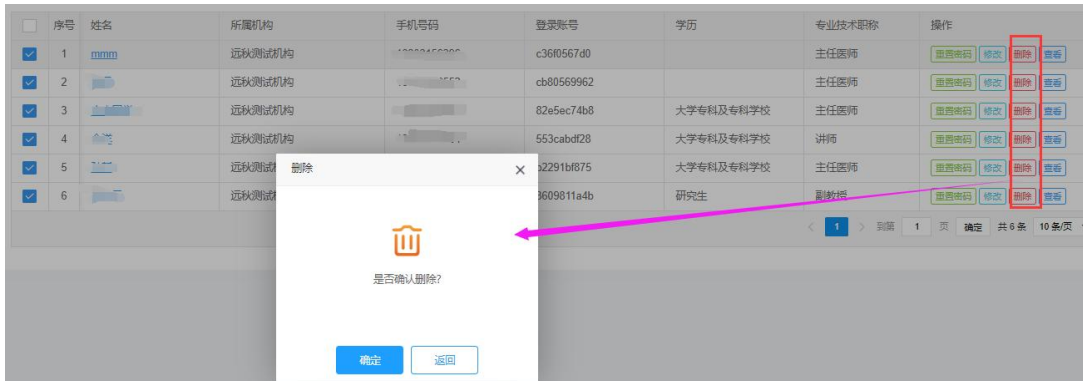 序号 姓名 所属机构 手机号码 登录账号 学历 专业技术职称 操作
1 mmm 远秋测试机构 c36f0567d0 主任医师 重置密码 修改 删除 查看
2 远秋测试机构 cb80569962 主任医师 重置密码 修改 删除 查看
3 远秋测试机构 82e5ec74b8 大学专科及专科学校 主任医师 重置密码 修改 删除 查看
4 远秋测试机构 553cabdf28 大学专科及专科学校 讲师 重置密码 修改 删除 查看
5 远秋测试 2291bf875 大学专科及专科学校 主任医师 重置密码 修改 删除 查看
6 远秋测试 3609811a4b 研究生 副教授 重置密码 修改 删除 查看
< 1 > 到第 1 页 确定 共 6 条 10 条/页
删除
是否确认删除?
确定 返回